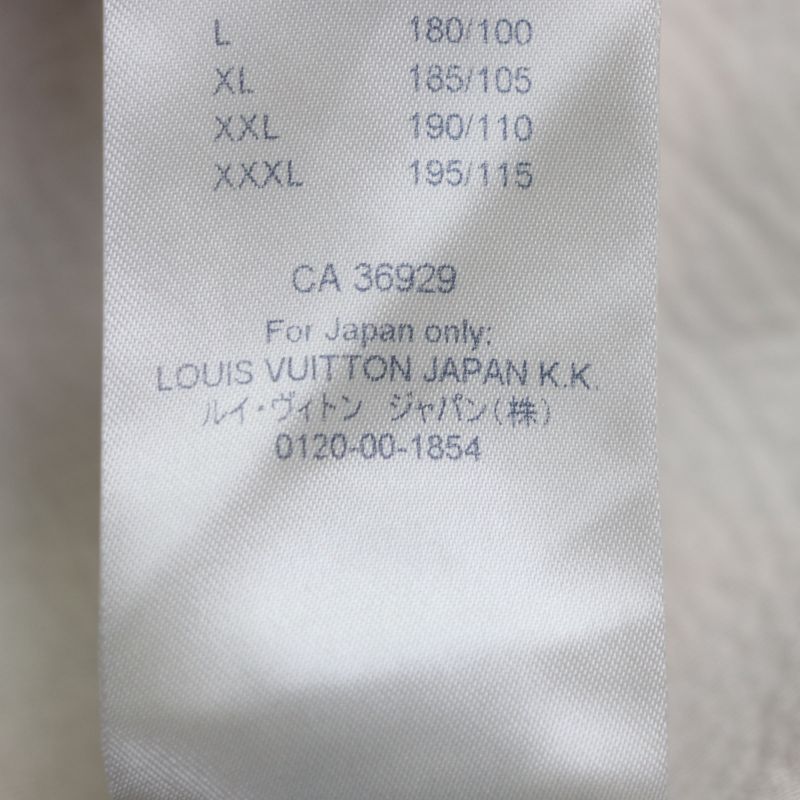 L 180/100
XL 185/105
XXL 190/110
XXXL 195/115
CA 36929
For Japan only:
LOUIS VUITTON JAPAN K.K.
ルイ・ヴィトン ジャパン(株)
0120-00-1854